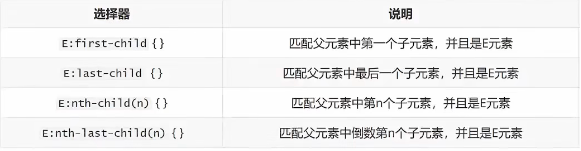 选择器 说明
E:first-child {} 匹配父元素中第一个子元素，并且是E元素
E:last-child {} 匹配父元素中最后一个子元素，并且是E元素
E:nth-child(n) {} 匹配父元素中第n个子元素，并且是E元素
E:nth-last-child(n) {} 匹配父元素中倒数第n个子元素，并且是E元素